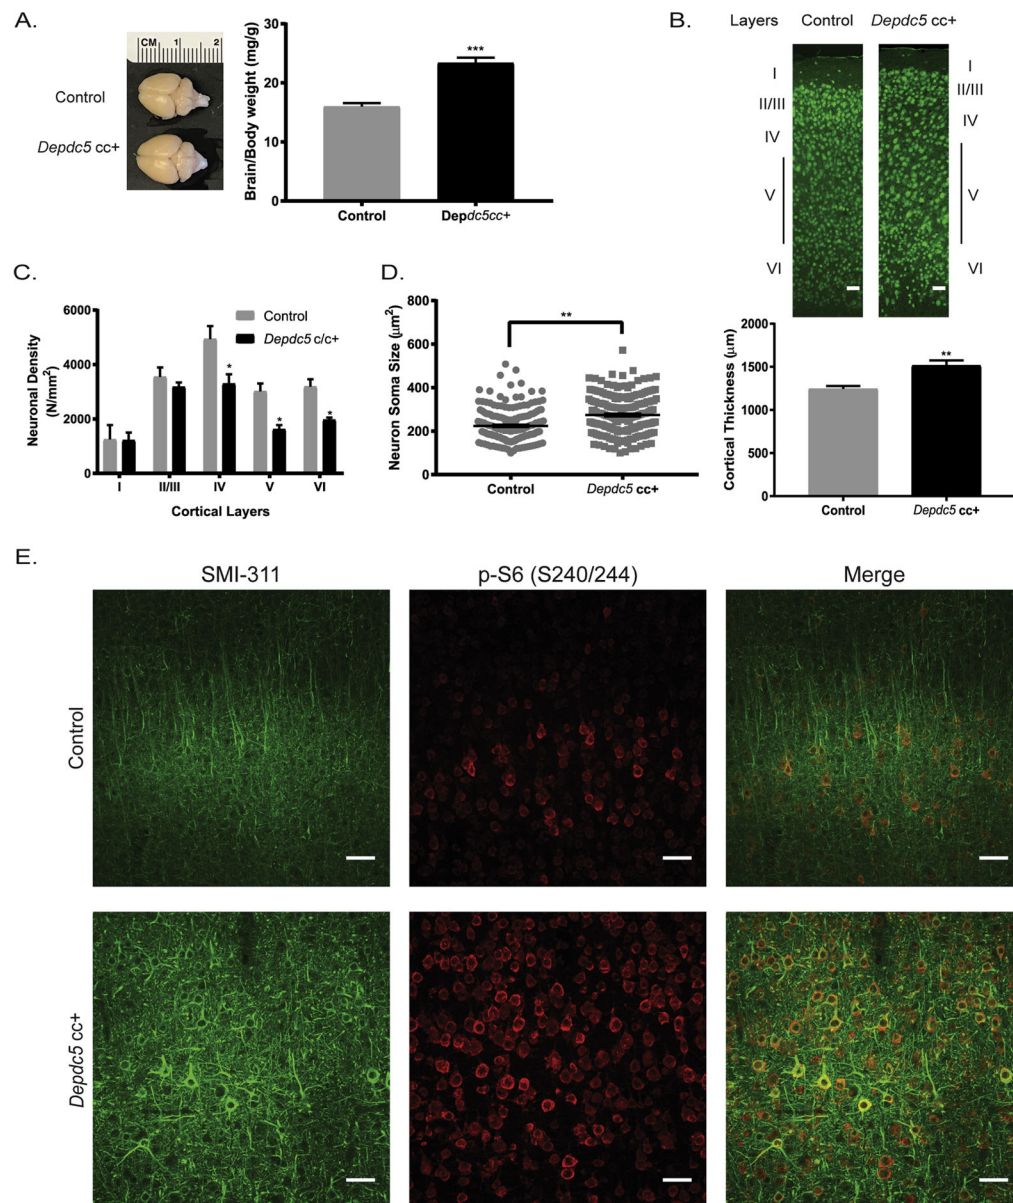 A.
CM 1 2
Control
Depdc5 cc+
Brain/Body weight (mg/g)
30
20
10
0
***
Control
Depdc5cc+
B.
Layers Control Depdc5 cc+
I
II/III
IV
V
VI
I
II/III
IV
V
VI
Cortical Thickness (μm)
2000
1500
1000
500
0
**
Control
Depdc5 cc+
C.
Neuronal Density
(N/mm²)
6000
4000
2000
0
Control
Depdc5 c/c+
*
*
*
I II/III IV V VI
Cortical Layers
D.
Neuron Soma Size (μm²)
800
600
400
200
0
**
Control
Depdc5 cc+
E.
SMI-311 p-S6 (S240/244) Merge
Control
Depdc5 cc+